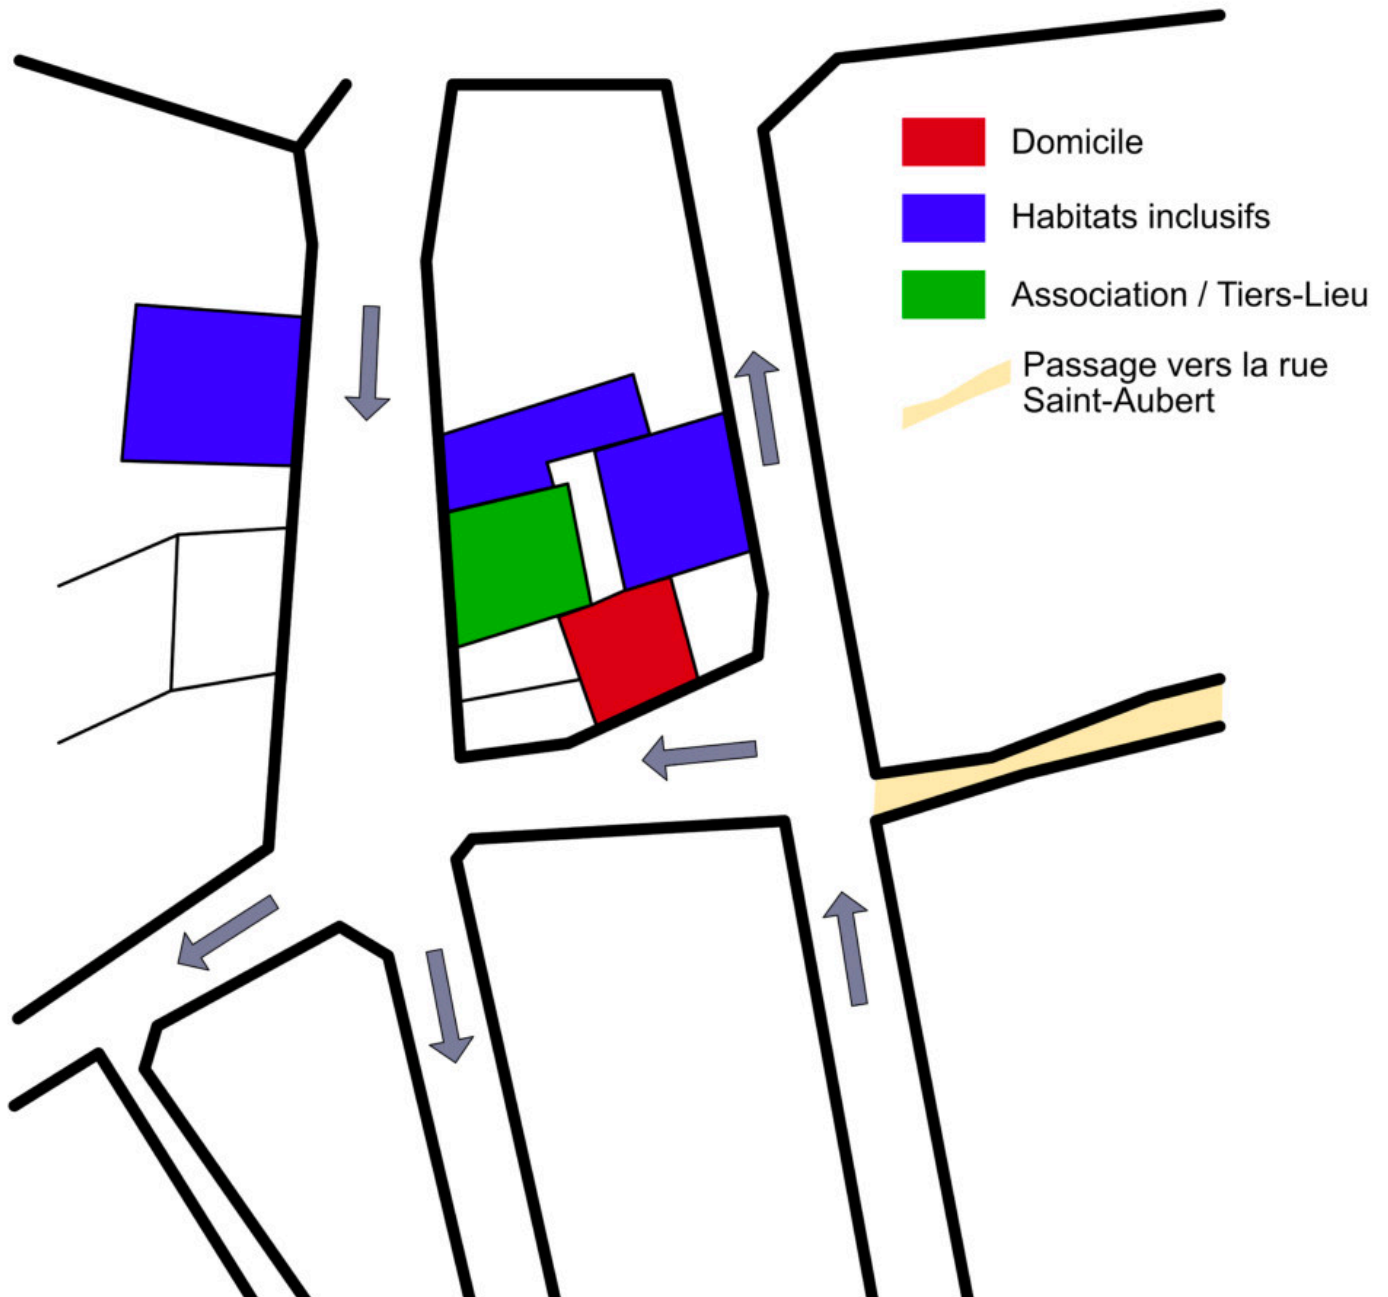 Domicile
Habitats inclusifs
Association / Tiers-Lieu
Passage vers la rue
Saint-Aubert